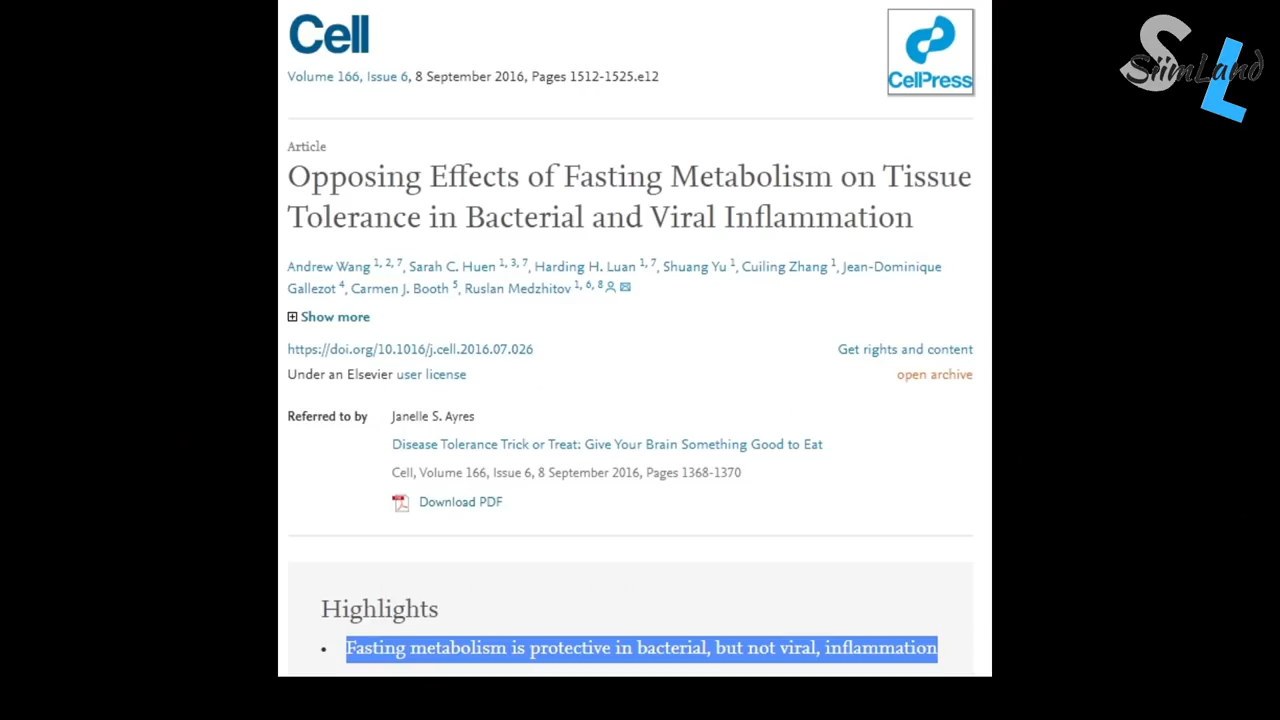 Cell
CellPress
SiimLand
SL
Volume 166, Issue 6, 8 September 2016, Pages 1512-1525.e12
Article
Opposing Effects of Fasting Metabolism on Tissue
Tolerance in Bacterial and Viral Inflammation
Andrew Wang 1, 2, 7, Sarah C. Huen 1, 3, 7, Harding H. Luan 1, 7, Shuang Yu 1, Cuiling Zhang 1, Jean-Dominique
Gallezot 4, Carmen J. Booth 5, Ruslan Medzhitov 1, 6, 8
Show more
https://doi.org/10.1016/j.cell.2016.07.026 Get rights and content
Under an Elsevier user license open archive
Referred to by Janelle S. Ayres
Disease Tolerance Trick or Treat: Give Your Brain Something Good to Eat
Cell, Volume 166, Issue 6, 8 September 2016, Pages 1368-1370
Download PDF
Highlights
• Fasting metabolism is protective in bacterial, but not viral, inflammation